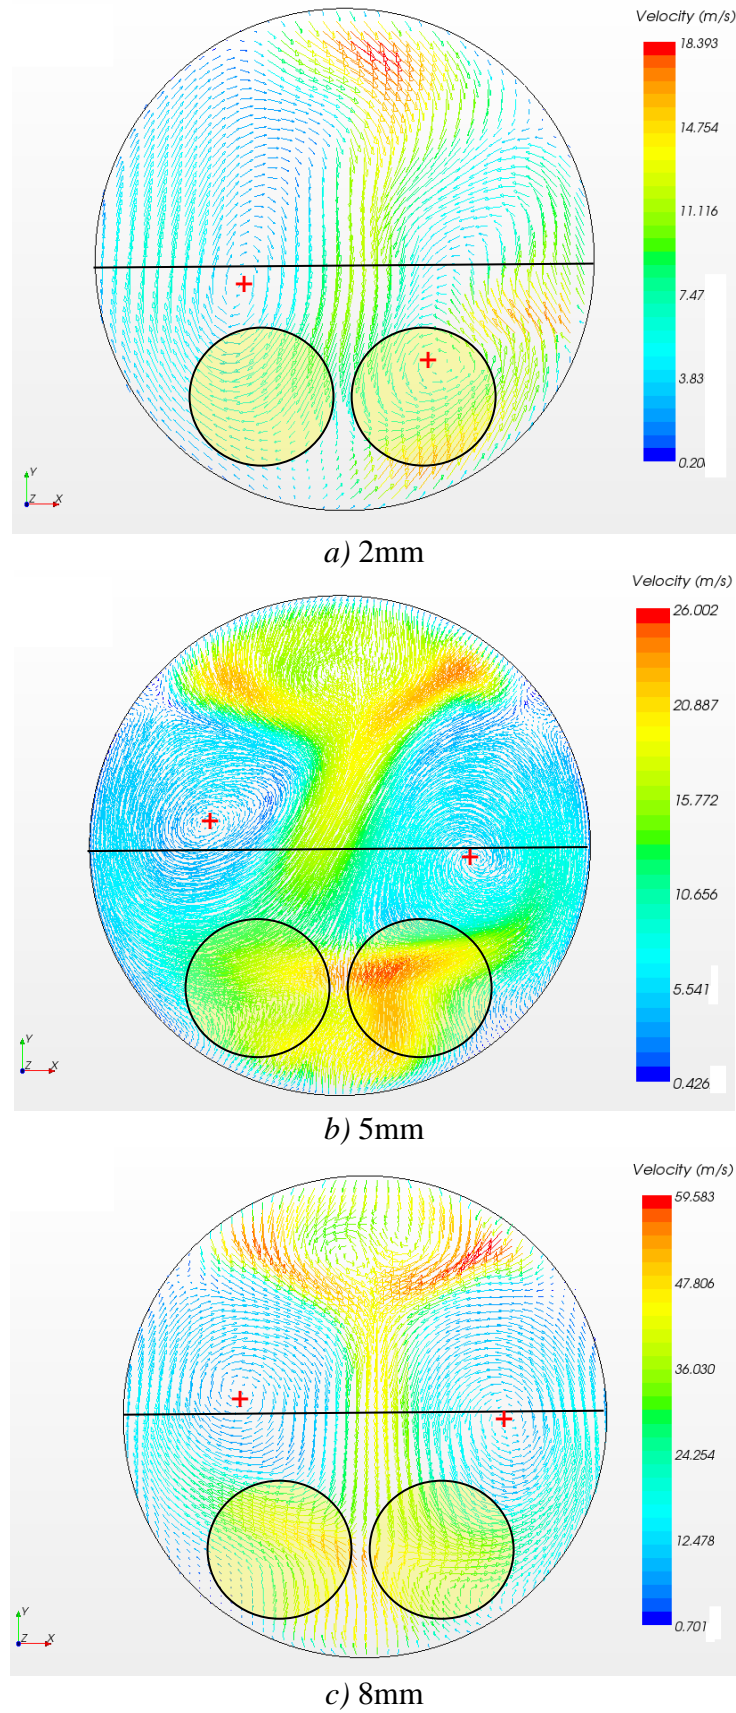 Velocity (m/s)
18.393
14.754
11.116
7.47
3.83
0.20
Y
Z X
a) 2mm
Velocity (m/s)
26.002
20.887
15.772
10.656
5.541
0.426
Y
Z X
b) 5mm
Velocity (m/s)
59.583
47.806
36.030
24.254
12.478
0.701
Y
Z X
c) 8mm